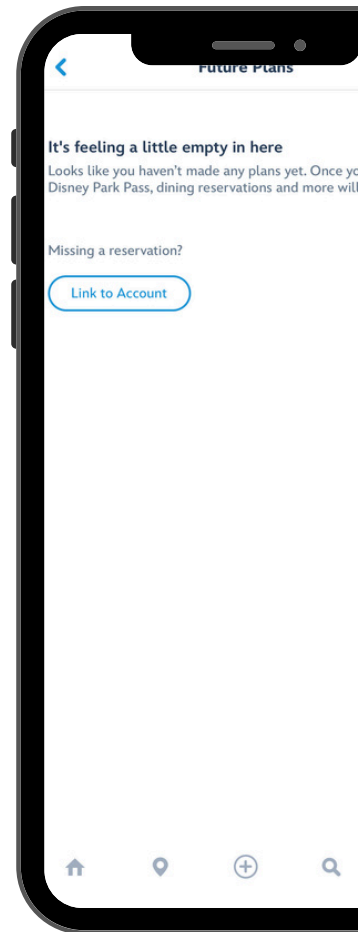 Future Plans
It's feeling a little empty in here
Looks like you haven't made any plans yet. Once yo
Disney Park Pass, dining reservations and more will
Missing a reservation?
Link to Account